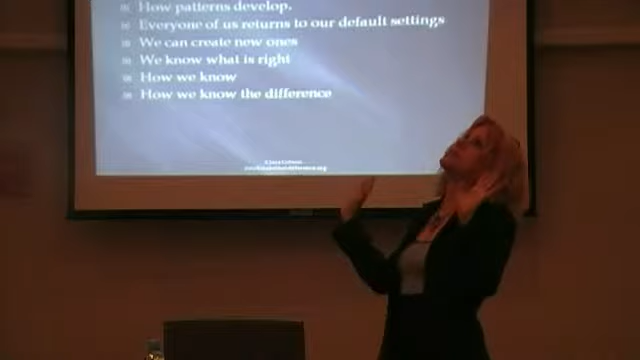 How patterns develop.
Everyone of us returns to our default settings
We can create new ones
We know what is right
How we know
How we know the difference